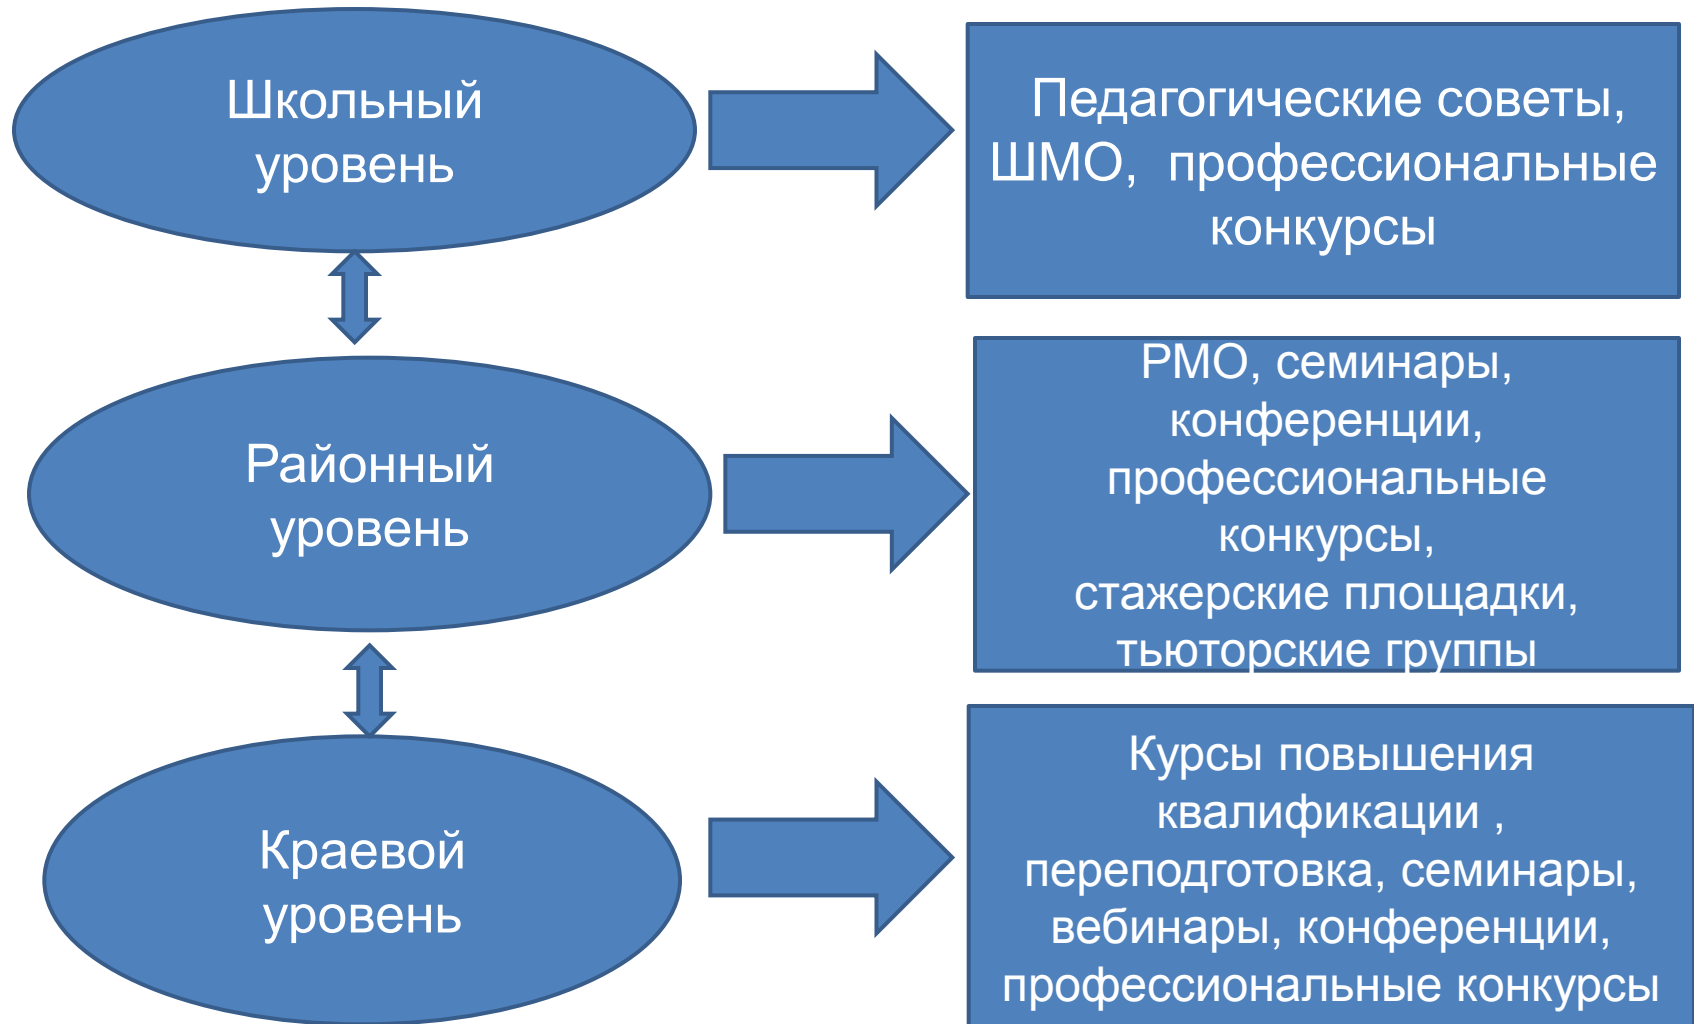 Школьный
уровень
Педагогические советы,
ШМО, профессиональные
конкурсы
Районный
уровень
РМО, семинары,
конференции,
профессиональные
конкурсы,
стажерские площадки,
тьюторские группы
Краевой
уровень
Курсы повышения
квалификации ,
переподготовка, семинары,
вебинары, конференции,
профессиональные конкурсы